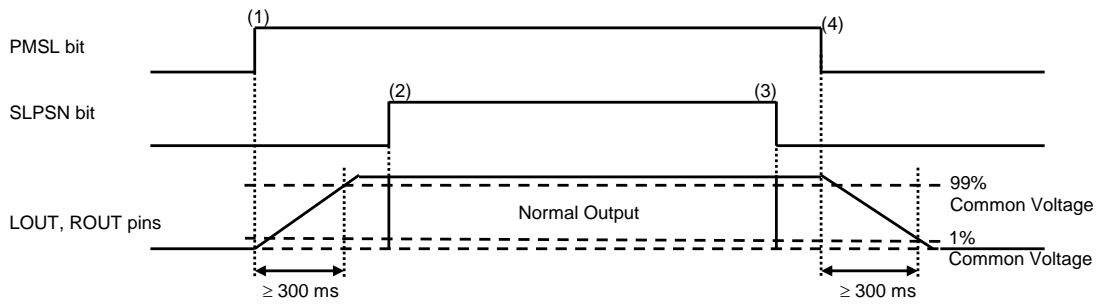 (1)
(4)
PMSL bit
(2)
(3)
SLPSN bit
99%
Common Voltage
LOUT, ROUT pins
Normal Output
1%
Common Voltage
≥ 300 ms
≥ 300 ms